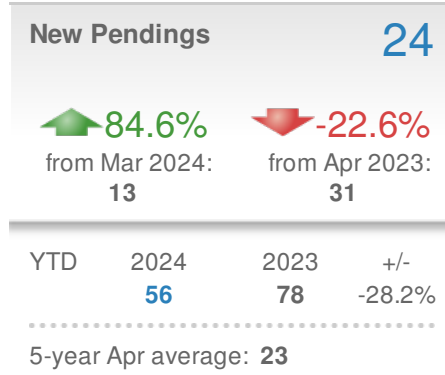 New Pendings 24
84.6% -22.6%
from Mar 2024: from Apr 2023:
13 31
YTD 2024 2023 +/-
56 78 -28.2%
5-year Apr average: 23